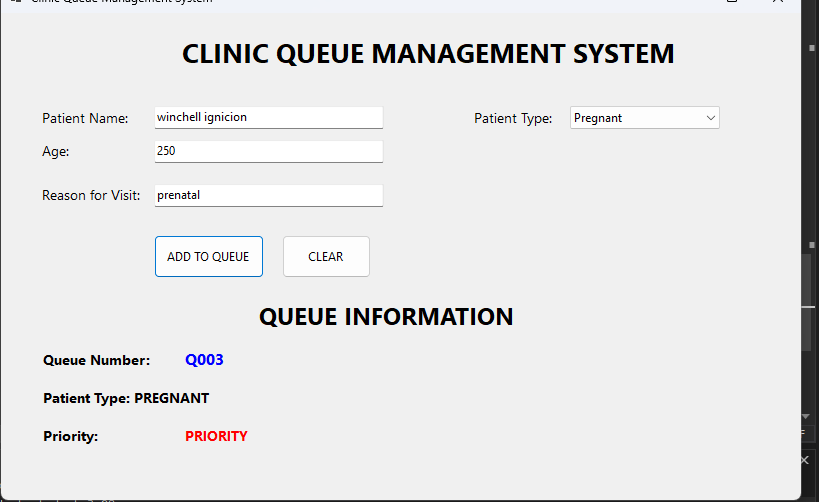 Clinic Queue Management System
CLINIC QUEUE MANAGEMENT SYSTEM
Patient Name: winchell ignicion Patient Type: Pregnant
Age: 250
Reason for Visit: prenatal
ADD TO QUEUE CLEAR
QUEUE INFORMATION
Queue Number: Q003
Patient Type: PREGNANT
Priority: PRIORITY